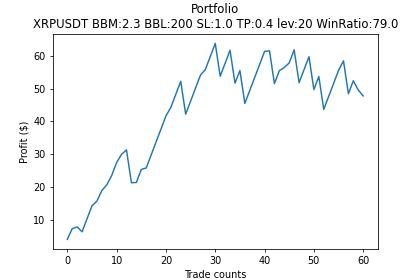 Portfolio
XRPUSDT BBM:2.3 BBL:200 SL:1.0 TP:0.4 lev:20 WinRatio:79.0
60
50
40
30
20
10
Profit ($)
0 10 20 30 40 50 60
Trade counts